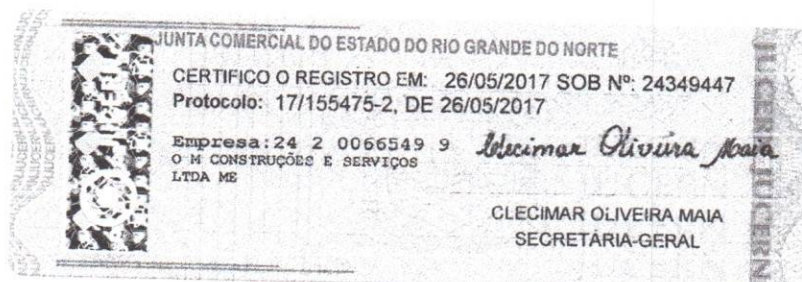 JUNTA COMERCIAL DO ESTADO DO RIO GRANDE DO NORTE
CERTIFICO O REGISTRO EM: 26/05/2017 SOB Nº: 24349447
Protocolo: 17/155475-2, DE 26/05/2017
Empresa:24 2 0066549 9
O M CONSTRUÇÕES E SERVIÇOS
LTDA ME
Clecimar Oliveira Maia
CLECIMAR OLIVEIRA MAIA
SECRETÁRIA-GERAL
JUCERN JUCERN